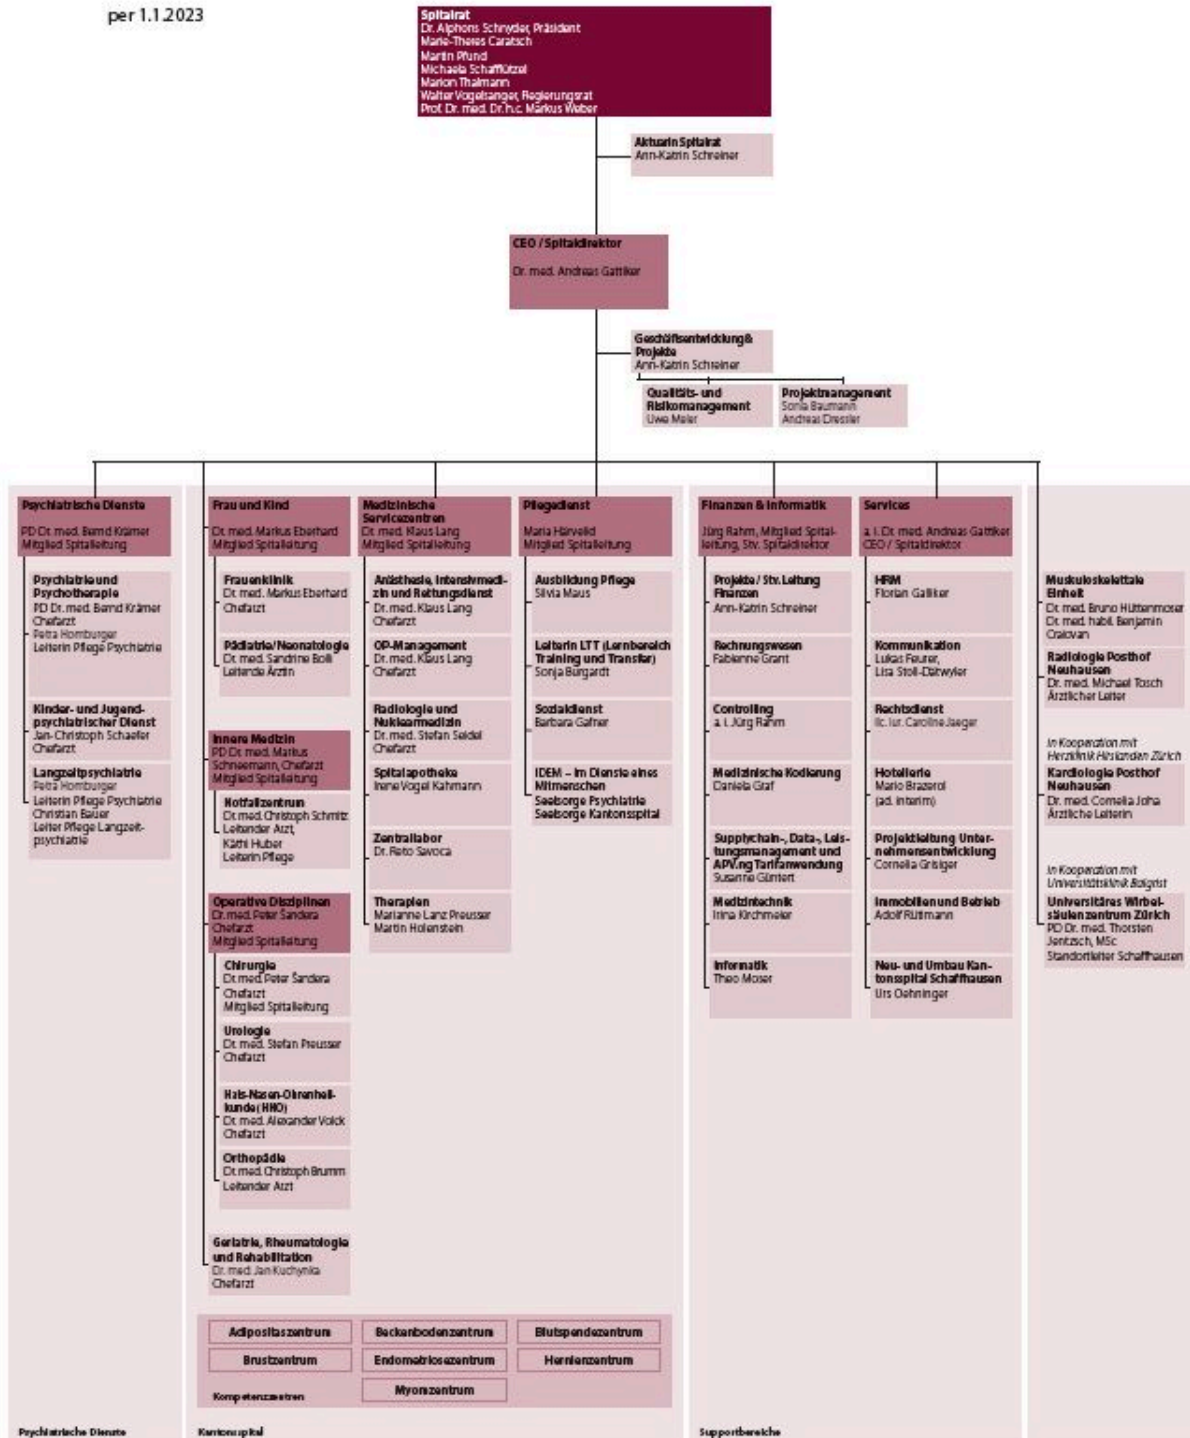 per 1.1.2023
Spitalrat
Dr. Alphons Schnyder, Präsident
Marie-Theres Caratsch
Martin Pfund
Michaela Schafflützel
Marion Thalmann
Walter Vogelsanger, Regierungsrat
Prof. Dr. med. Dr. h.c. Markus Weber
Aktuarin Spitalrat
Ann-Katrin Schreiner
CEO / Spitaldirektor
Dr. med. Andreas Gattiker
Geschäftsentwicklung &
Projekte
Ann-Katrin Schreiner
Qualitäts- und
Risikomanagement
Uwe Meier
Projektmanagement
Sonja Baumann
Andreas Dressler
Psychiatrische Dienste
PD Dr. med. Bernd Krämer
Mitglied Spitalleitung
Psychiatrie und
Psychotherapie
PD Dr. med. Bernd Krämer
Chefarzt
Petra Homburger
Leiterin Pflege Psychiatrie
Kinder- und Jugend-
psychiatrischer Dienst
Jan-Christoph Schaefer
Chefarzt
Langzeitpsychiatrie
Petra Homburger
Leiterin Pflege Psychiatrie
Christian Bauer
Leiter Pflege Langzeit-
psychiatrie
Frau und Kind
Dr. med. Markus Eberhard
Mitglied Spitalleitung
Frauenklinik
Dr. med. Markus Eberhard
Chefarzt
Pädiatrie/Neonatologie
Dr. med. Sandrine Bolli
Leitende Ärztin
Innere Medizin
PD Dr. med. Markus
Schneemann, Chefarzt
Mitglied Spitalleitung
Notfallzentrum
Dr. med. Christoph Schmitz
Leitender Arzt,
Käthi Huber
Leiterin Pflege
Operative Disziplinen
Dr. med. Peter Šandera
Chefarzt
Mitglied Spitalleitung
Chirurgie
Dr. med. Peter Šandera
Chefarzt
Mitglied Spitalleitung
Urologie
Dr. med. Stefan Preusser
Chefarzt
Hals-Nasen-Ohrenheil-
kunde (HNO)
Dr. med. Alexander Volck
Chefarzt
Orthopädie
Dr. med. Christoph Brumm
Leitender Arzt
Geriatrie, Rheumatologie
und Rehabilitation
Dr. med. Jan Kuchynka
Chefarzt
Medizinische
Servicezentren
Dr. med. Klaus Lang
Mitglied Spitalleitung
Anästhesie, Intensivmedi-
zin und Rettungsdienst
Dr. med. Klaus Lang
Chefarzt
OP-Management
Dr. med. Klaus Lang
Chefarzt
Radiologie und
Nuklearmedizin
Dr. med. Stefan Seidel
Chefarzt
Spitalapotheke
Irene Vogel Kahmann
Zentrallabor
Dr. Reto Savoca
Therapien
Marianne Lanz Preusser
Martin Holenstein
Pflegedienst
Maria Härvelid
Mitglied Spitalleitung
Ausbildung Pflege
Silvia Maus
Leiterin LTT (Lernbereich
Training und Transfer)
Sonja Burgardt
Sozialdienst
Barbara Gafner
IDEM – Im Dienste eines
Mitmenschen
Seelsorge Psychiatrie
Seelsorge Kantonsspital
Finanzen & Informatik
Jürg Rahm, Mitglied Spital-
leitung, Stv. Spitaldirektor
Projekte / Stv. Leitung
Finanzen
Ann-Katrin Schreiner
Rechnungswesen
Fabienne Grant
Controlling
a. i. Jürg Rahm
Medizinische Kodierung
Daniela Graf
Supplychain-, Data-, Leis-
tungsmanagement und
APV.ng Tarifanwendung
Susanne Güntert
Medizintechnik
Irina Kirchmeier
Informatik
Theo Moser
Services
a. i. Dr. med. Andreas Gattiker
CEO / Spitaldirektor
HRM
Florian Galliker
Kommunikation
Lukas Feurer,
Lisa Stoll-Dätwyler
Rechtsdienst
lic. iur. Caroline Jaeger
Hotellerie
Mario Brazerol
(ad. interim)
Projektleitung Unter-
nehmensentwicklung
Cornelia Grisiger
Immobilien und Betrieb
Adolf Rütimann
Neu- und Umbau Kan-
tonsspital Schaffhausen
Urs Oehninger
Muskuloskelettale
Einheit
Dr. med. Bruno Hüttenmoser
Dr. med. habil. Benjamin
Craiovan
Radiologie Posthof
Neuhausen
Dr. med. Michael Tosch
Ärztlicher Leiter
In Kooperation mit
Herzklinik Hirslanden Zürich
Kardiologie Posthof
Neuhausen
Dr. med. Cornelia Joha
Ärztliche Leiterin
In Kooperation mit
Universitätsklinik Balgrist
Universitäres Wirbel-
säulenzentrum Zürich
PD Dr. med. Thorsten
Jentzsch, MSc
Standortleiter Schaffhausen
Adipositaszentrum
Beckenbodenzentrum
Blutspendezentrum
Brustzentrum
Endometriosezentrum
Hernienzentrum
Myomzentrum
Kompetenzzentren
Psychiatrische Dienste
Kantonsspital
Supportbereiche